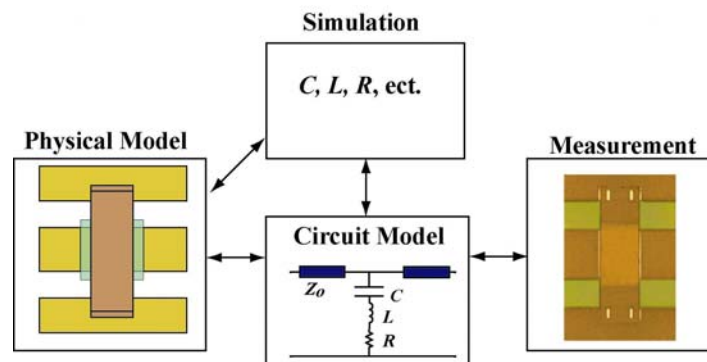 Simulation
C, L, R, ect.
Physical Model
Measurement
Circuit Model
Zo
C
L
R